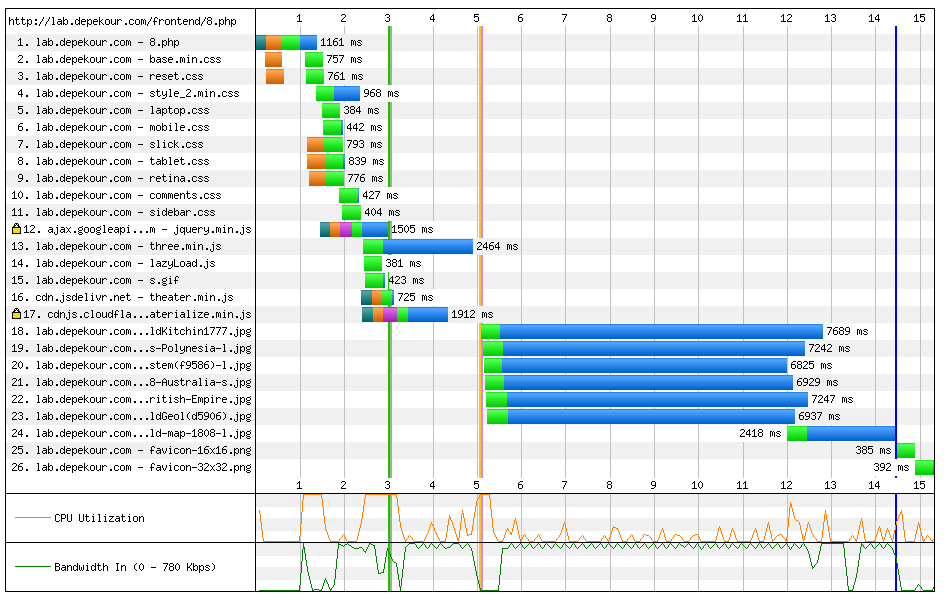 http://lab.depekour.com/frontend/8.php
1 2 3 4 5 6 7 8 9 10 11 12 13 14 15
1. lab.depekour.com - 8.php 1161 ms
2. lab.depekour.com - base.min.css 757 ms
3. lab.depekour.com - reset.css 761 ms
4. lab.depekour.com - style_2.min.css 968 ms
5. lab.depekour.com - laptop.css 384 ms
6. lab.depekour.com - mobile.css 442 ms
7. lab.depekour.com - slick.css 793 ms
8. lab.depekour.com - tablet.css 839 ms
9. lab.depekour.com - retina.css 776 ms
10. lab.depekour.com - comments.css 427 ms
11. lab.depekour.com - sidebar.css 404 ms
12. ajax.googleapi...m - jquery.min.js 1505 ms
13. lab.depekour.com - three.min.js 2464 ms
14. lab.depekour.com - lazyLoad.js 381 ms
15. lab.depekour.com - s.gif 423 ms
16. cdn.jsdelivr.net - theater.min.js 725 ms
17. cdnjs.cloudfla...aterialize.min.js 1912 ms
18. lab.depekour.com...ldKitchin1777.jpg 7689 ms
19. lab.depekour.com...s-Polynesia-l.jpg 7242 ms
20. lab.depekour.com...stem(f9586)-l.jpg 6825 ms
21. lab.depekour.com...8-Australia-s.jpg 6929 ms
22. lab.depekour.com...ritish-Empire.jpg 7247 ms
23. lab.depekour.com...ldGeol(d5906).jpg 6937 ms
24. lab.depekour.com...ld-map-1808-l.jpg 2418 ms
25. lab.depekour.com - favicon-16x16.png 385 ms
26. lab.depekour.com - favicon-32x32.png 392 ms
1 2 3 4 5 6 7 8 9 10 11 12 13 14 15
CPU Utilization
Bandwidth In (0 - 780 Kbps)